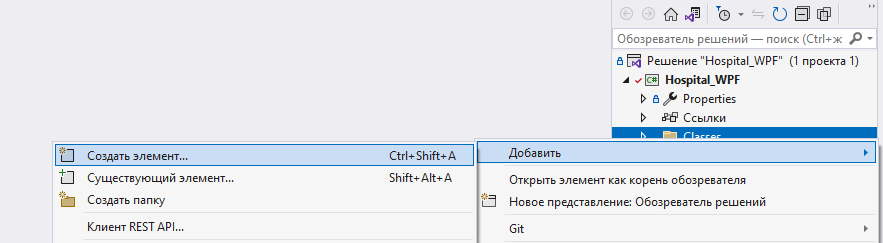 Обозреватель решений — поиск (Ctrl+ж
Решение "Hospital_WPF" (1 проекта 1)
C# Hospital_WPF
Properties
Ссылки
Classes
Создать элемент... Ctrl+Shift+A
Существующий элемент... Shift+Alt+A
Создать папку
Клиент REST API...
Добавить
Открыть элемент как корень обозревателя
Новое представление: Обозреватель решений
Git